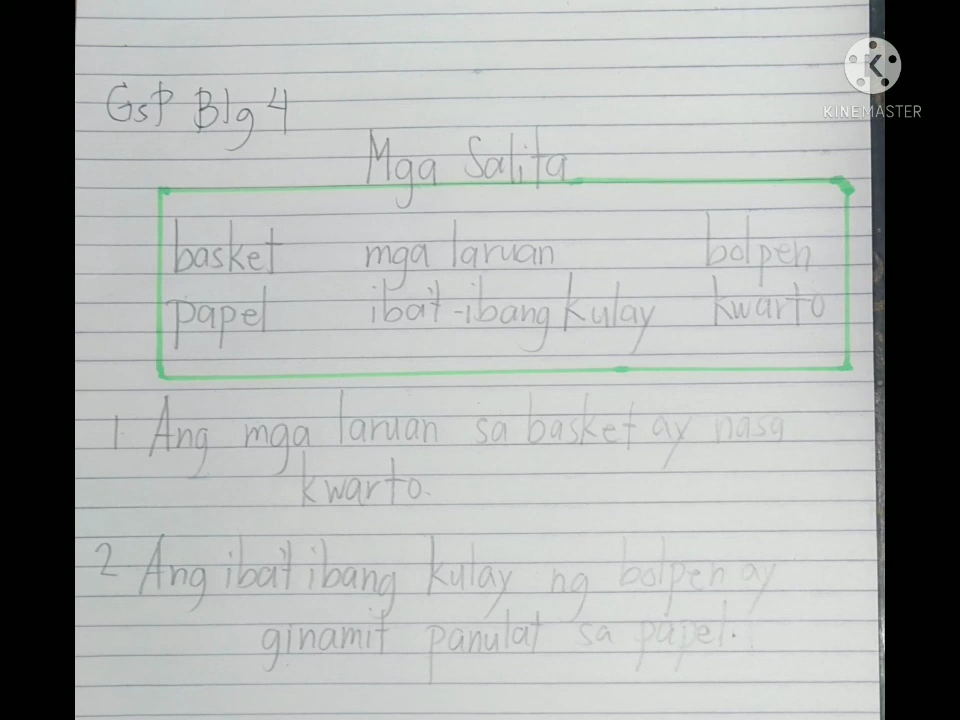 GsP Blg 4
KINEMASTER
Mga Salita
basket mga laruan bolpen
papel ibat-ibang kulay kwarto
1. Ang mga laruan sa basket ay nasa
kwarto.
2 Ang ibat ibang kulay ng bolpen ay
ginamit panulat sa papel.